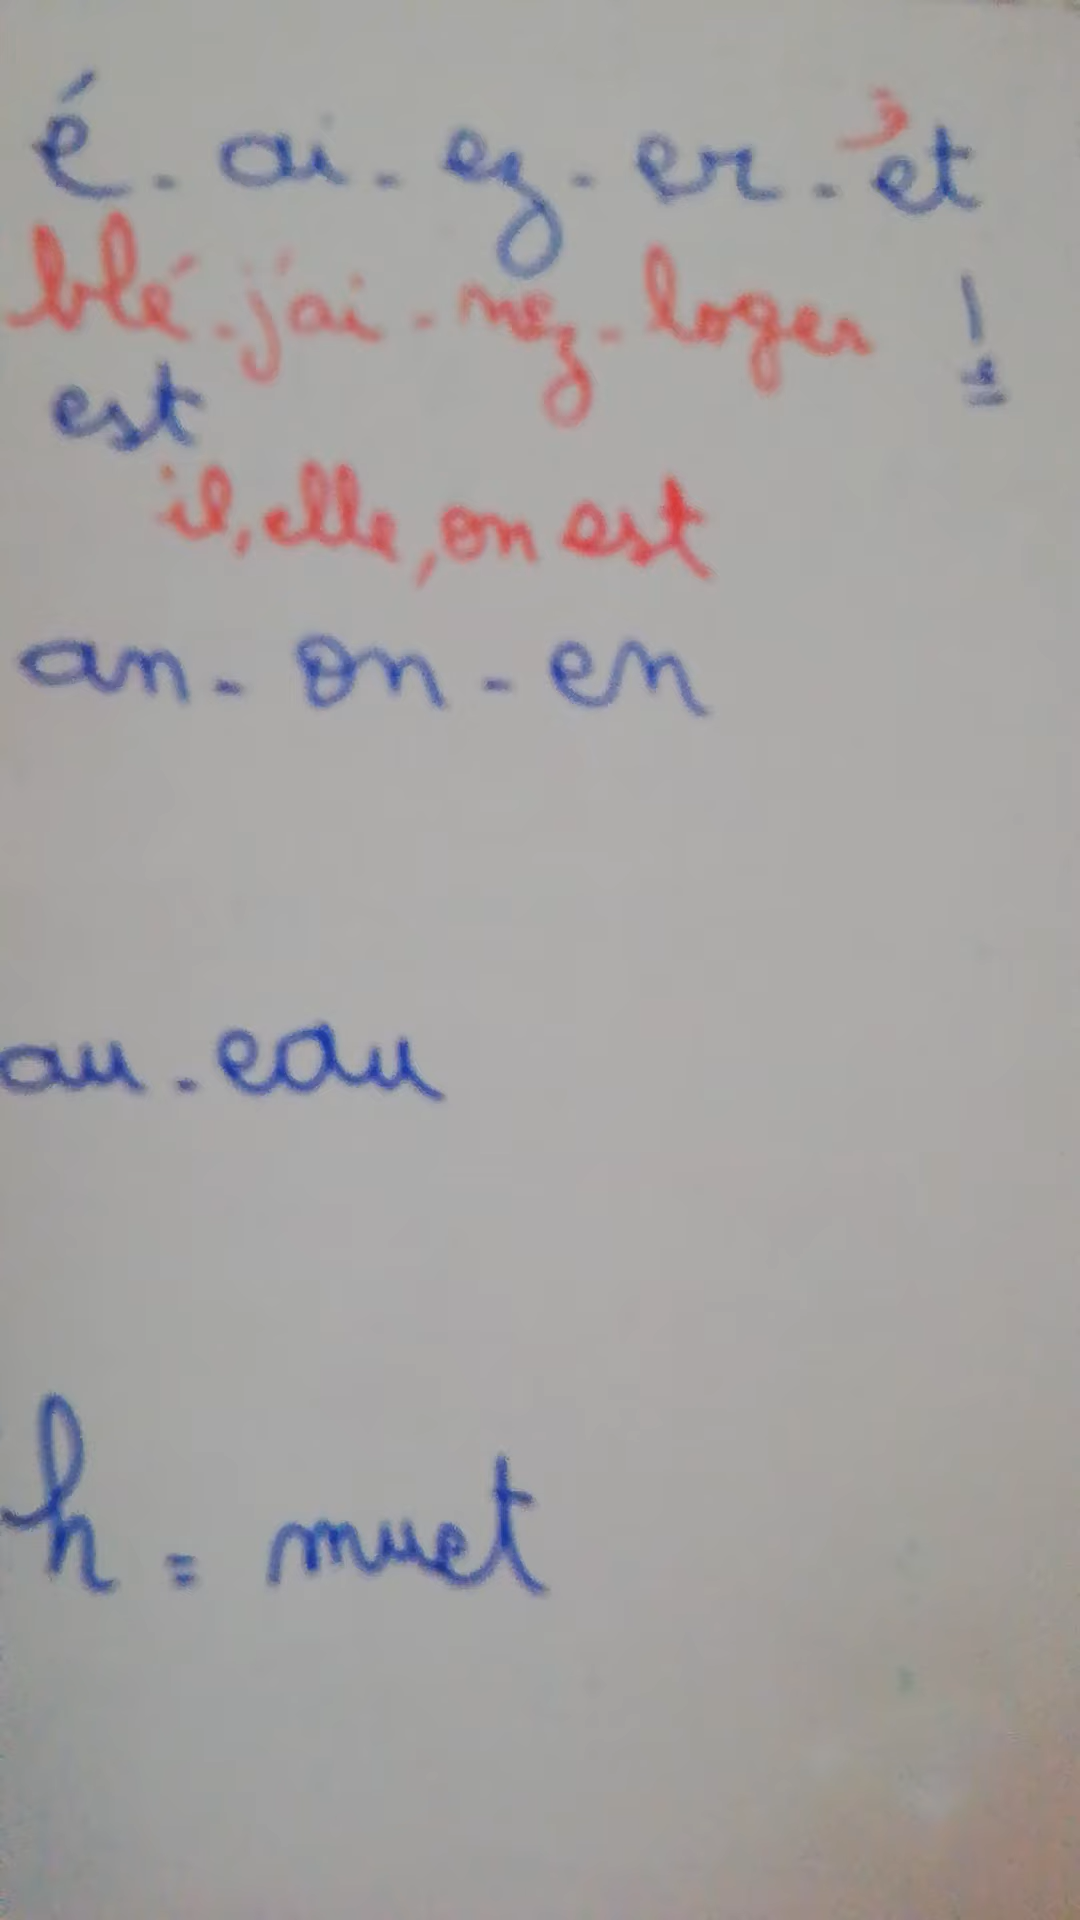 é. ai. ez. er. et
blé. j'ai. nez. loger !
est
il, elle, on est
an. on. en
au. eau
h = muet